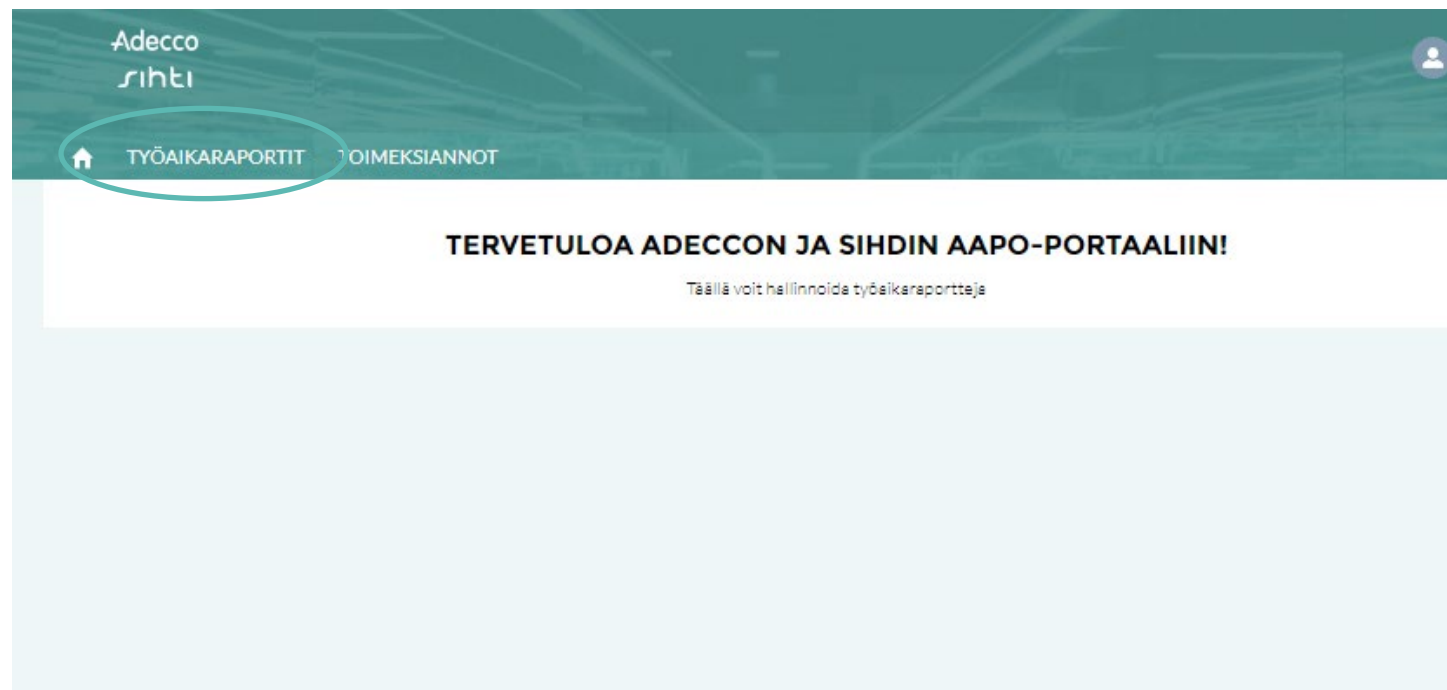 Adecco
sihti
TYÖAIKARAPORTIT TOIMEKSIANNOT
TERVETULOA ADECCON JA SIHDIN AAPO-PORTAALIIN!
Täällä voit hallinnoida työaikaraportteja